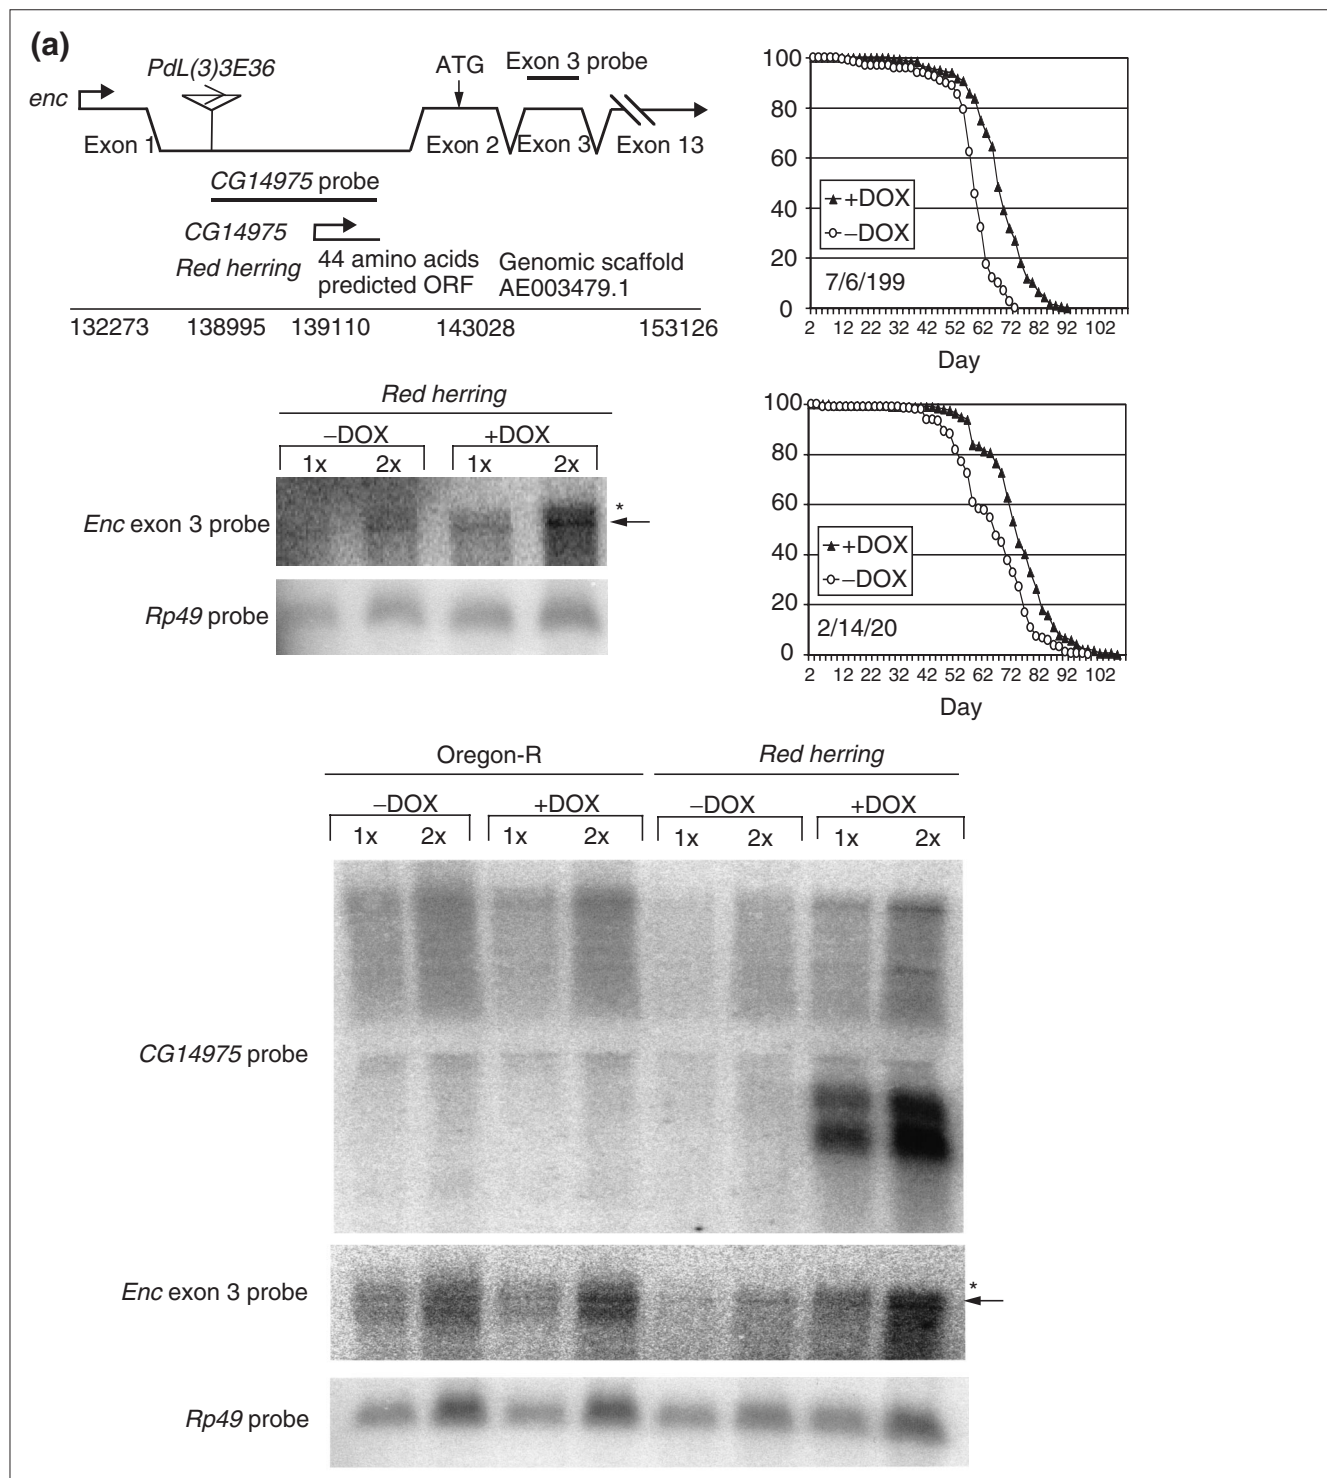 (a)
PdL(3)3E36
ATG
Exon 3 probe
enc
Exon 1
Exon 2
Exon 3
Exon 13
CG14975 probe
CG14975
Red herring
44 amino acids
predicted ORF
Genomic scaffold
AE003479.1
132273 138995 139110 143028 153126
100
80
60
40
20
0
+DOX
–DOX
7/6/199
2 12 22 32 42 52 62 72 82 92 102
Day
100
80
60
40
20
0
+DOX
–DOX
2/14/20
2 12 22 32 42 52 62 72 82 92 102
Day
Red herring
–DOX +DOX
1x 2x 1x 2x
Enc exon 3 probe
*
Rp49 probe
Oregon-R Red herring
–DOX +DOX –DOX +DOX
1x 2x 1x 2x 1x 2x 1x 2x
CG14975 probe
Enc exon 3 probe
*
Rp49 probe